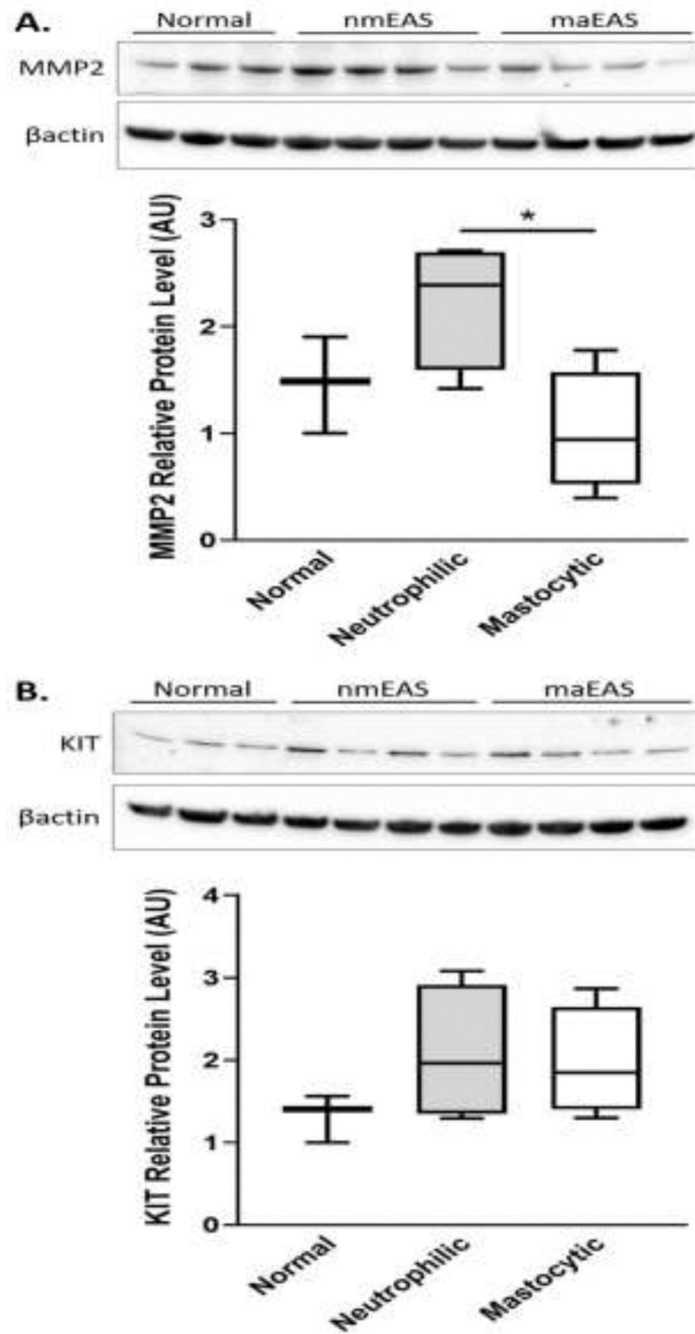 A. Normal nmEAS maEAS
MMP2
βactin
MMP2 Relative Protein Level (AU)
3
*
2
1
0
Normal
Neutrophilic
Mastocytic
B. Normal nmEAS maEAS
KIT
βactin
KIT Relative Protein Level (AU)
4
3
2
1
0
Normal
Neutrophilic
Mastocytic